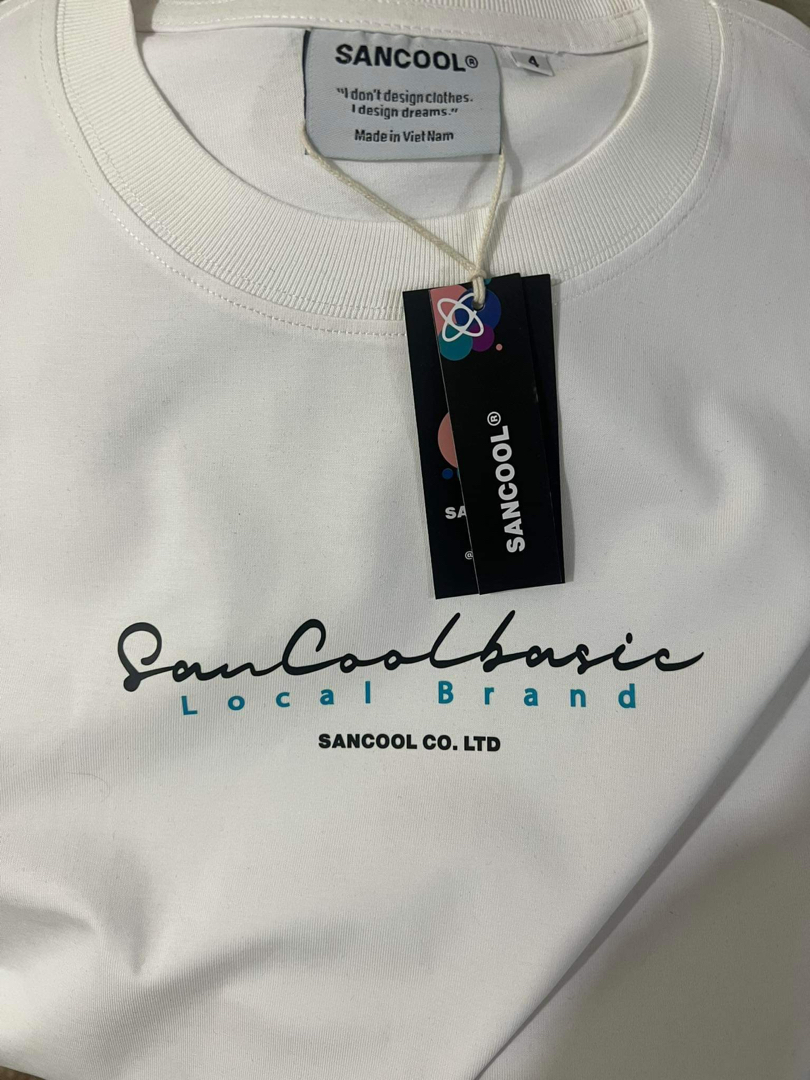 SANCOOL®
4
"I don't design clothes.
I design dreams."
Made in Viet Nam
SANCOOL®
SanCoolbasic
Local Brand
SANCOOL CO. LTD